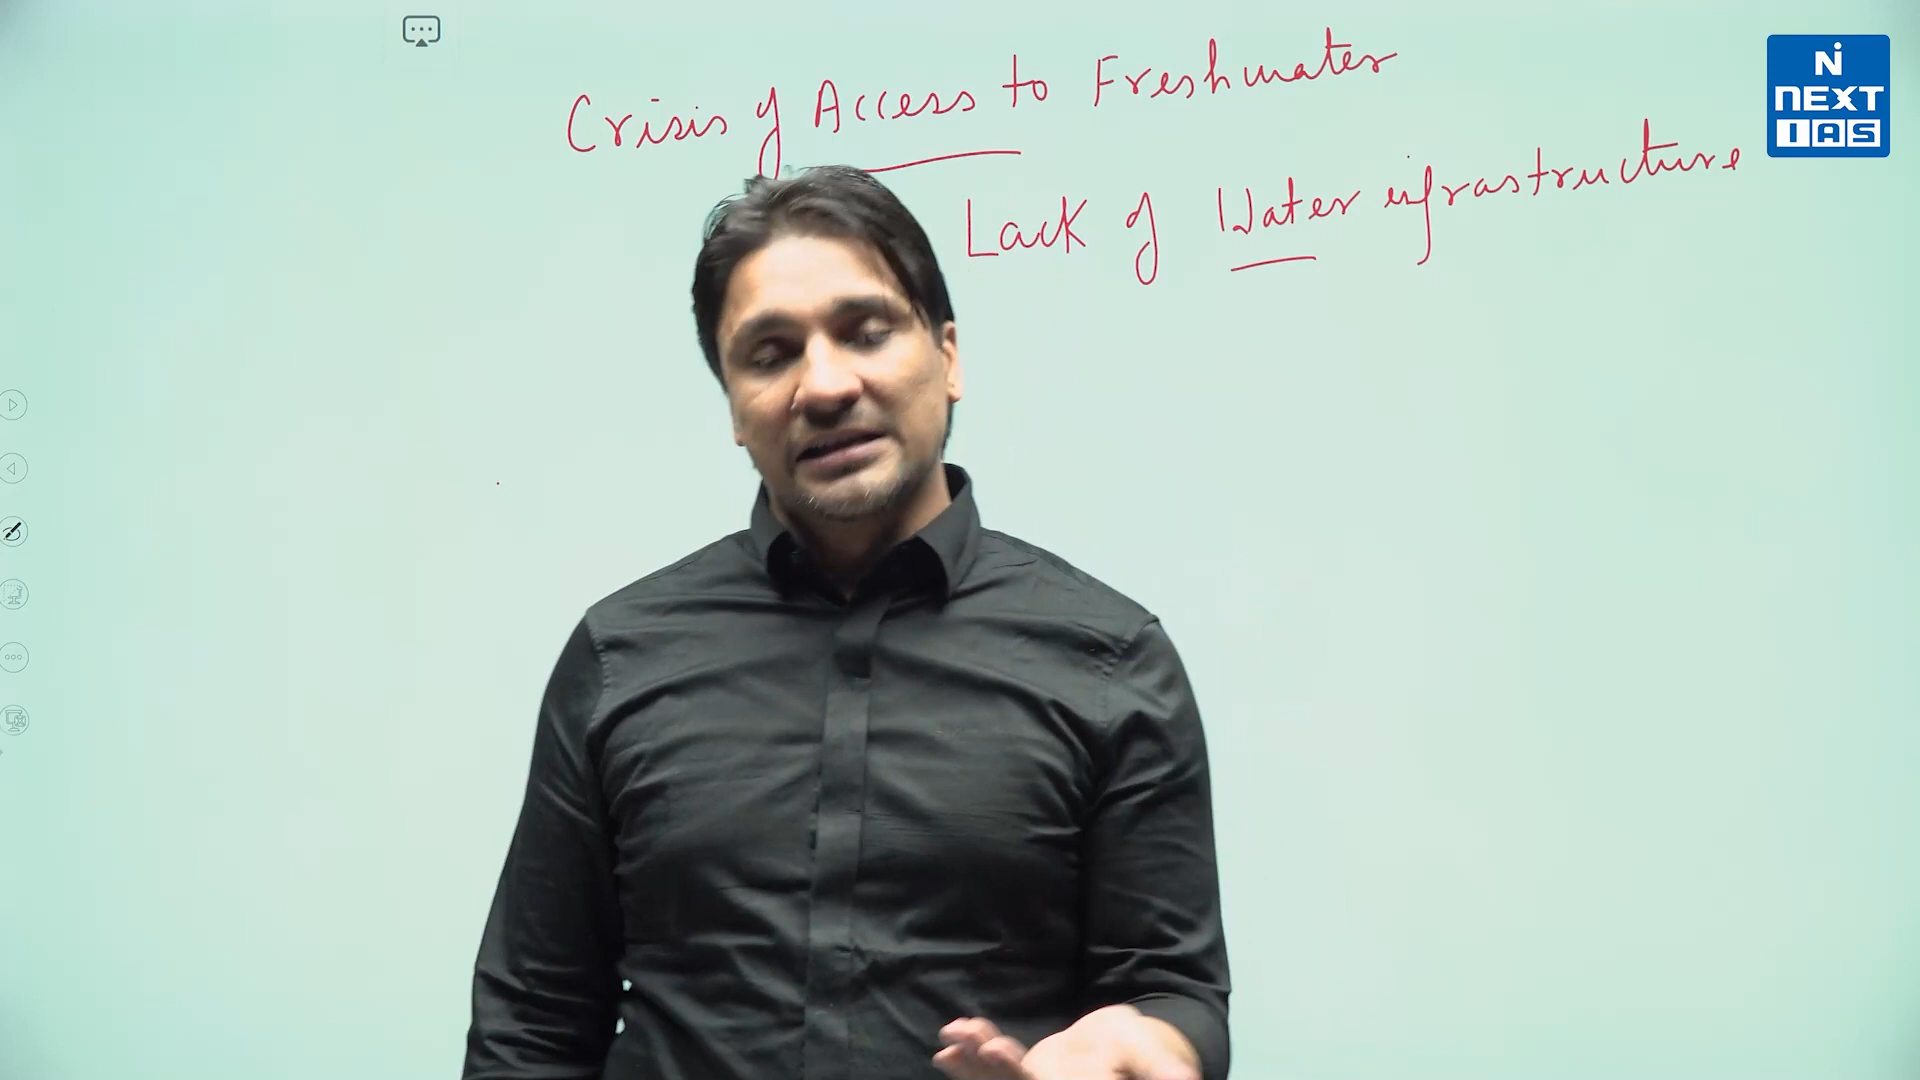 Crisis of Access to Freshwater
Lack of Water infrastructure
N
NEXT
IAS